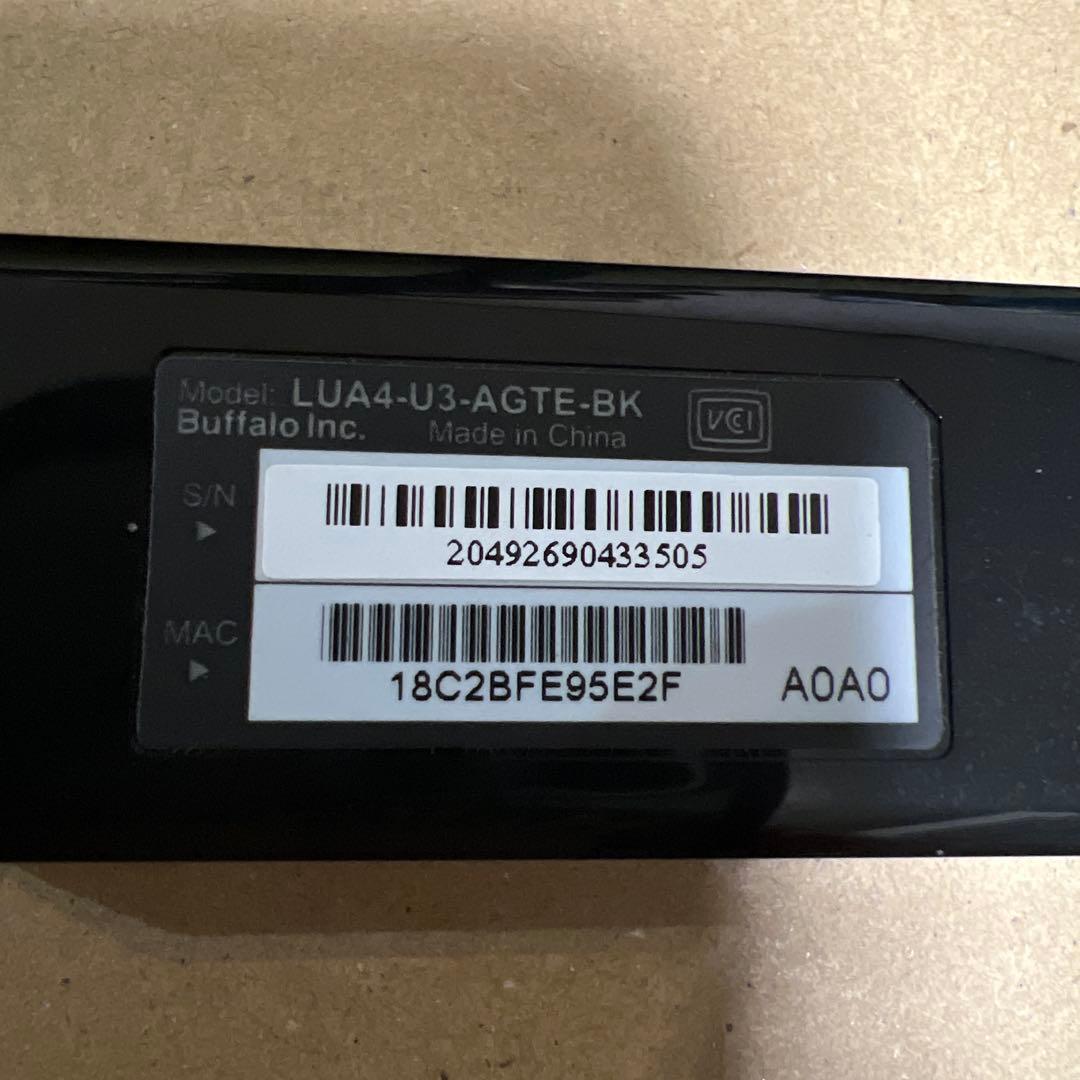 Model: LUA4-U3-AGTE-BK
Buffalo Inc. Made in China
VCI
S/N
20492690433505
MAC
18C2BFE95E2F A0A0